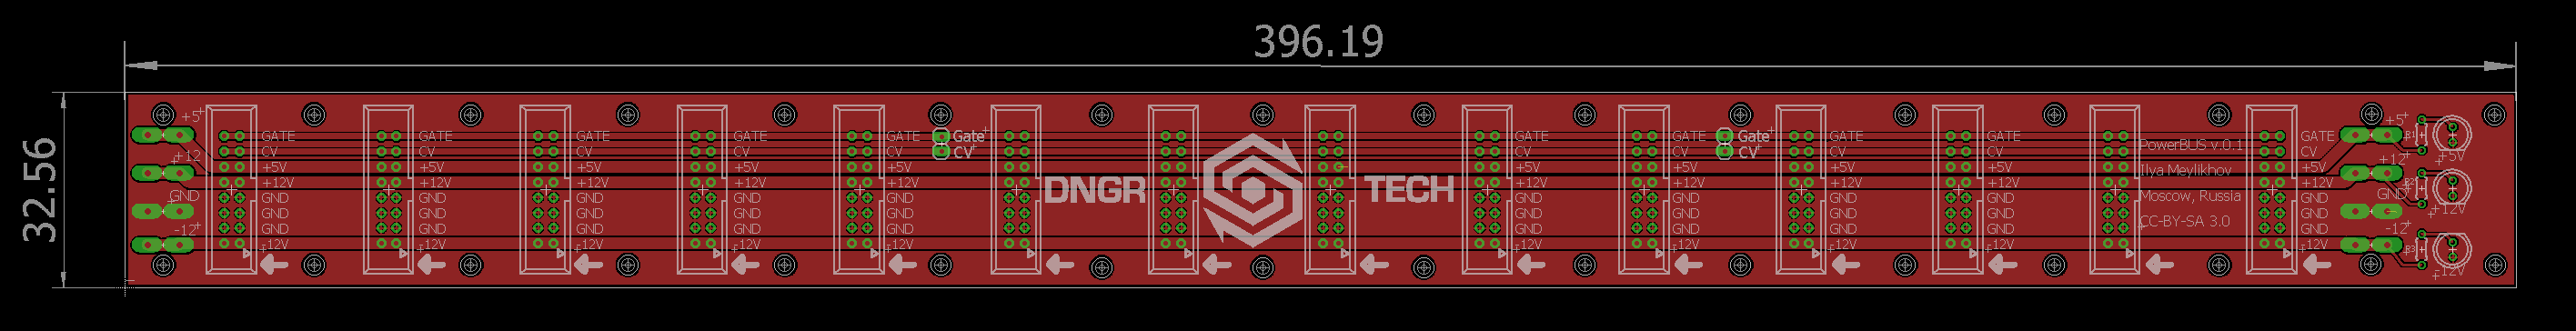 396.19
32.56
+5
+12
GND
-12
GATE
CV
+5V
+12V
GND
GND
GND
-12V
GATE
CV
+5V
+12V
GND
GND
GND
-12V
GATE
CV
+5V
+12V
GND
GND
GND
-12V
GATE
CV
+5V
+12V
GND
GND
GND
-12V
GATE
CV
+5V
+12V
GND
GND
GND
-12V
Gate
CV
DNGR TECH
GATE
CV
+5V
+12V
GND
GND
GND
-12V
GATE
CV
+5V
+12V
GND
GND
GND
-12V
Gate
CV
GATE
CV
+5V
+12V
GND
GND
GND
-12V
GATE
CV
+5V
+12V
GND
GND
GND
-12V
PowerBUS v.0.1
Ilya Meylikhov
Moscow, Russia
CC-BY-SA 3.0
GATE
CV
+5V
+12V
GND
GND
GND
-12V
+5
R1
+5V
+12
R2
GND
+12V
-12
R3
-12V